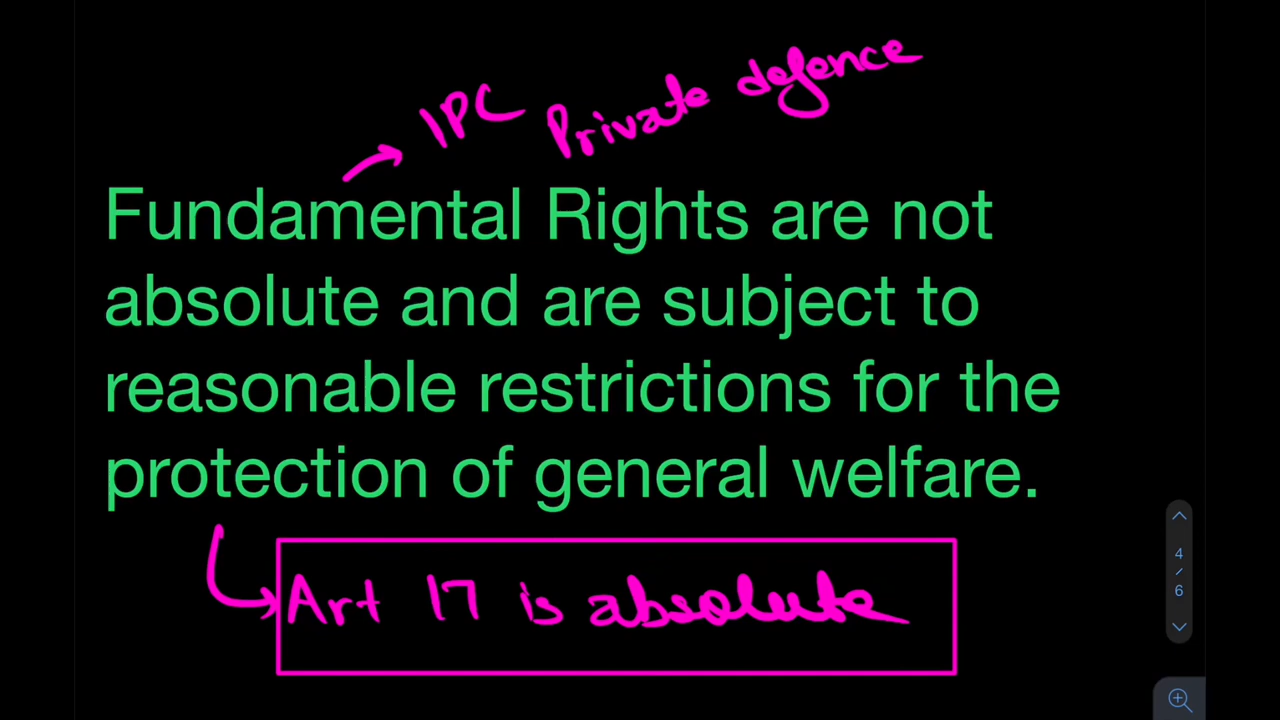 IPC Private defence
Fundamental Rights are not
absolute and are subject to
reasonable restrictions for the
protection of general welfare.
Art 17 is absolute
4
/
6